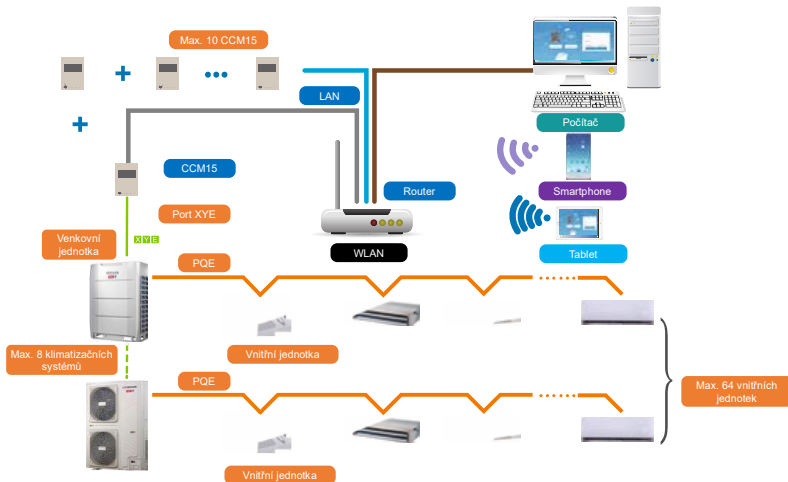 Max. 10 CCM15
LAN
Počítač
CCM15
Router
Smartphone
Port XYE
Venkovní
jednotka
X Y E
WLAN
Tablet
PQE
Max. 8 klimatizačních
systémů
Vnitřní jednotka
PQE
Max. 64 vnitřních
jednotek
Vnitřní jednotka